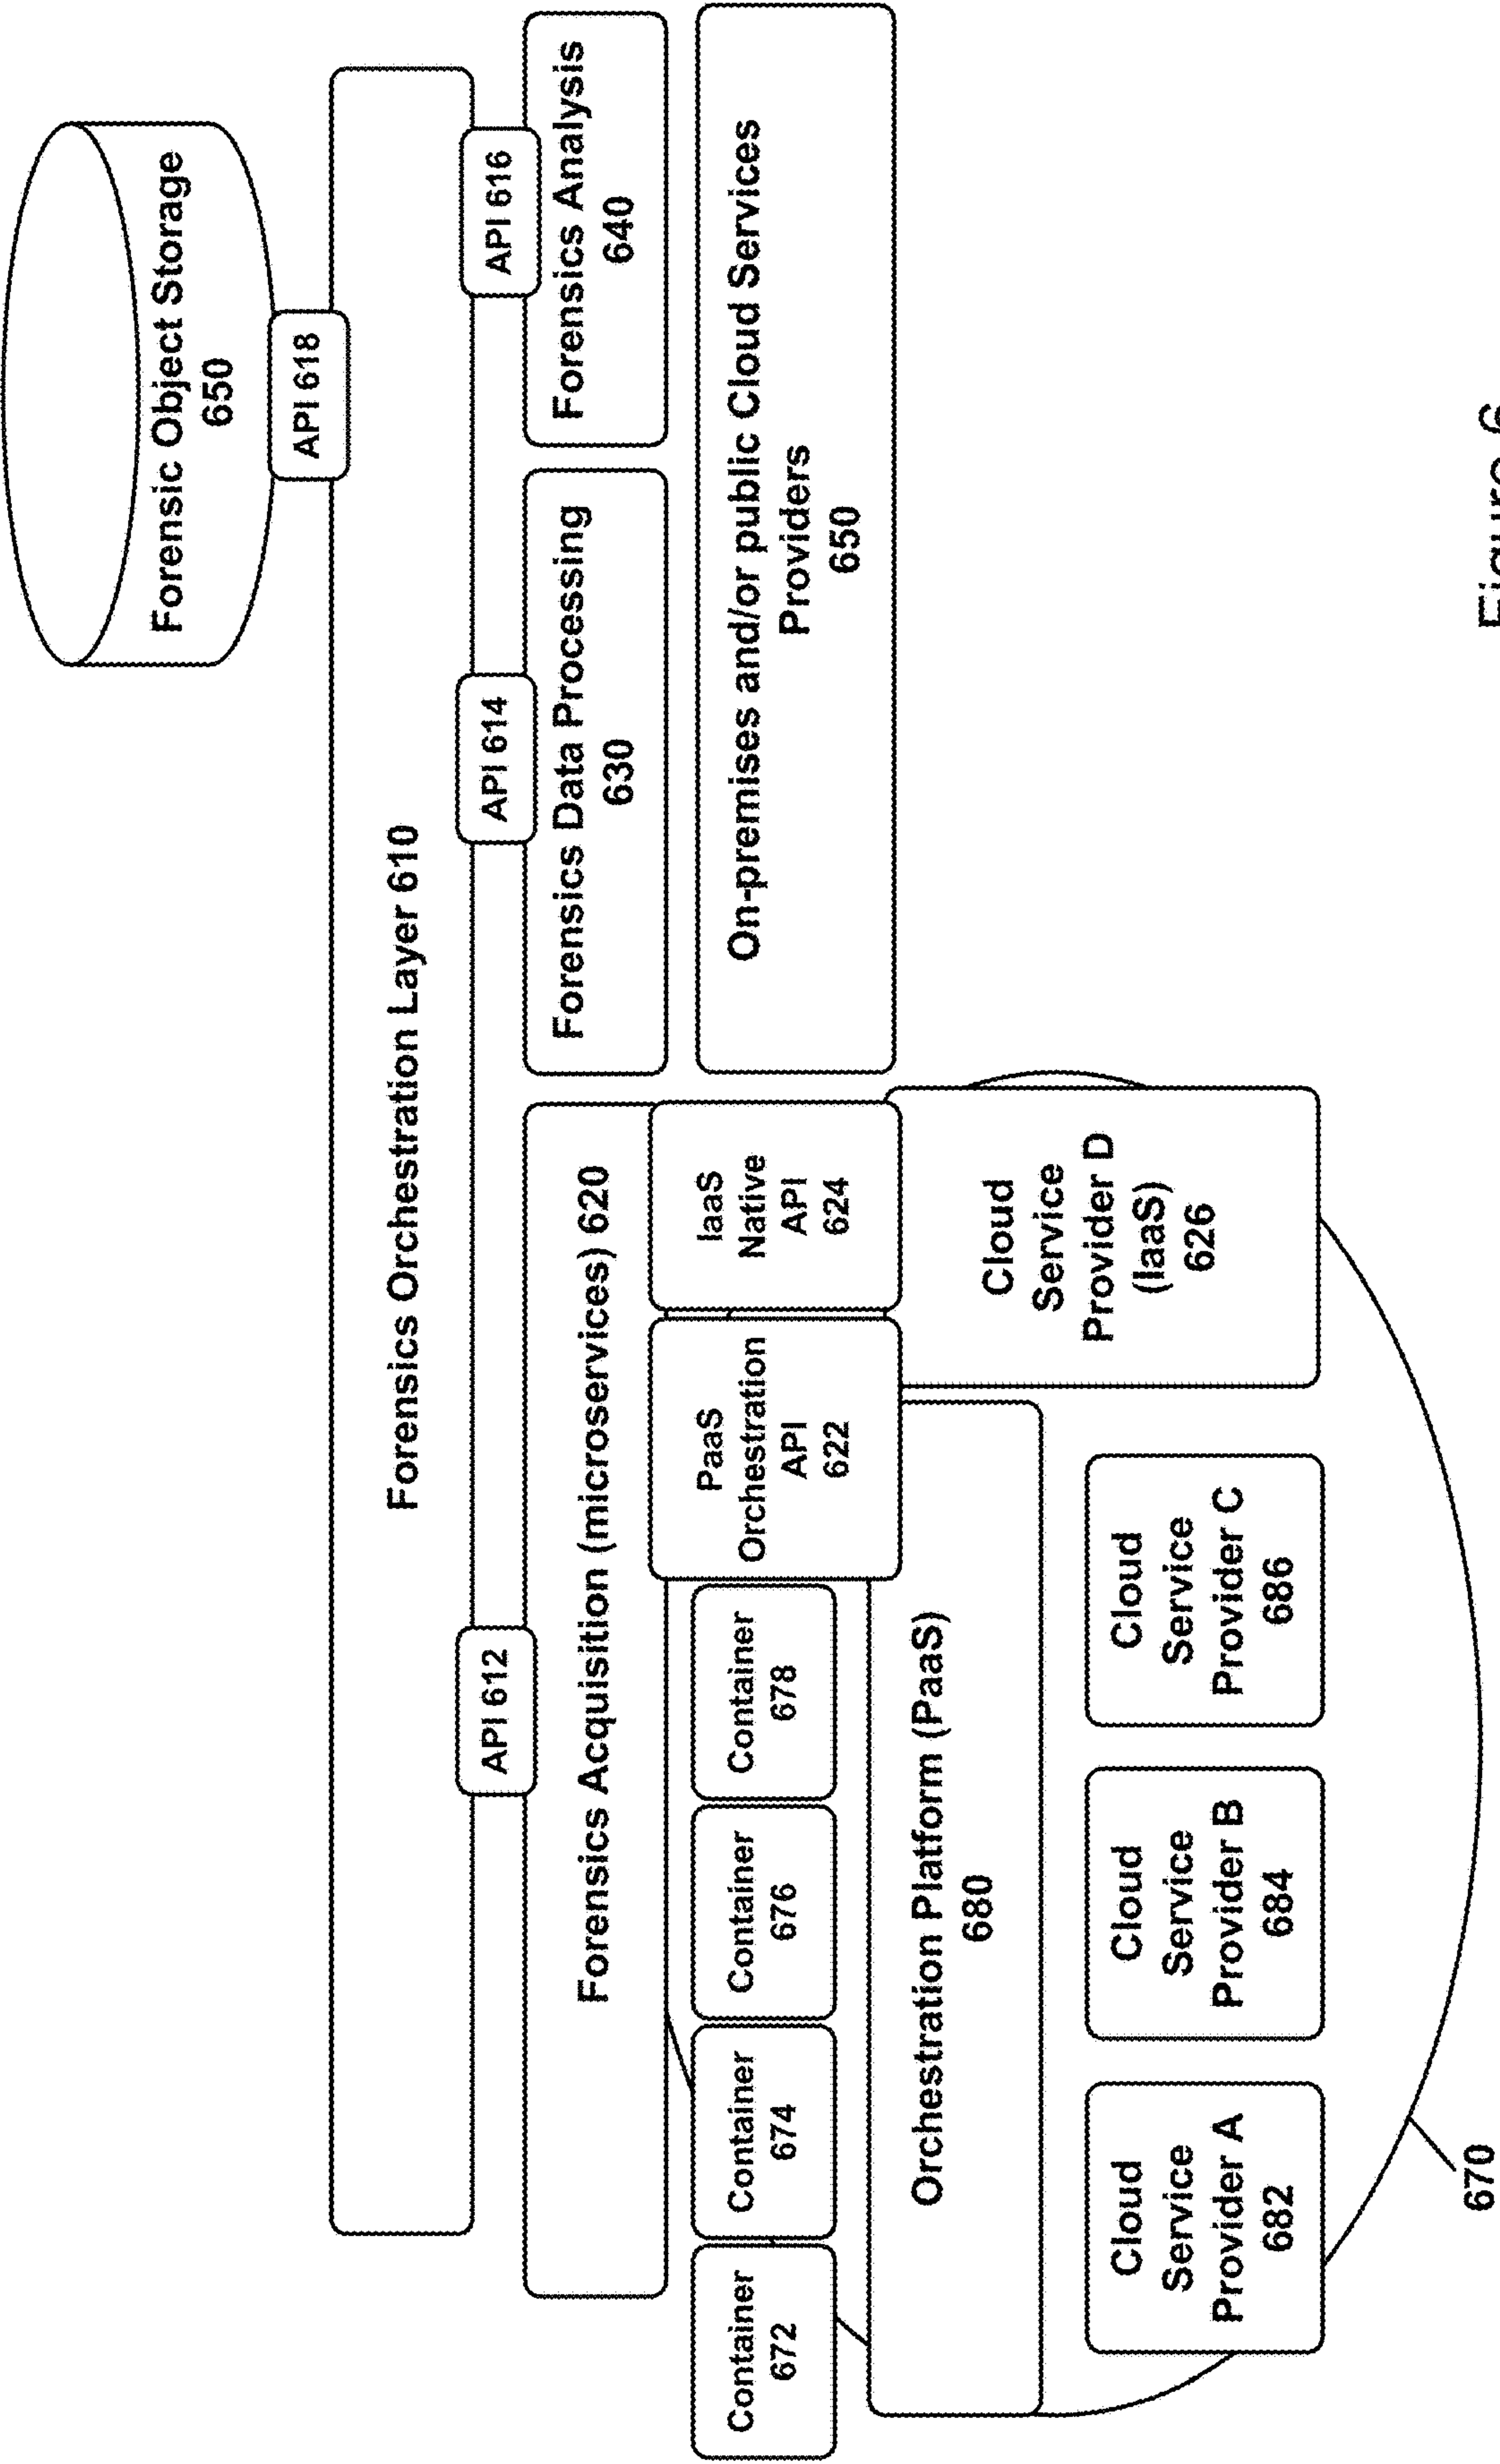 Forensic Object Storage
650
API 618
Forensics Orchestration Layer 610
API 612
API 614
API 616
Forensics Acquisition (microservices) 620
Forensics Data Processing
630
Forensics Analysis
640
Container
672
Container
674
Container
676
Container
678
PaaS
Orchestration
API
622
IaaS
Native
API
624
On-premises and/or public Cloud Services
Providers
650
Orchestration Platform (PaaS)
680
Cloud
Service
Provider D
(IaaS)
626
Cloud
Service
Provider A
682
Cloud
Service
Provider B
684
Cloud
Service
Provider C
686
670
Figure 6